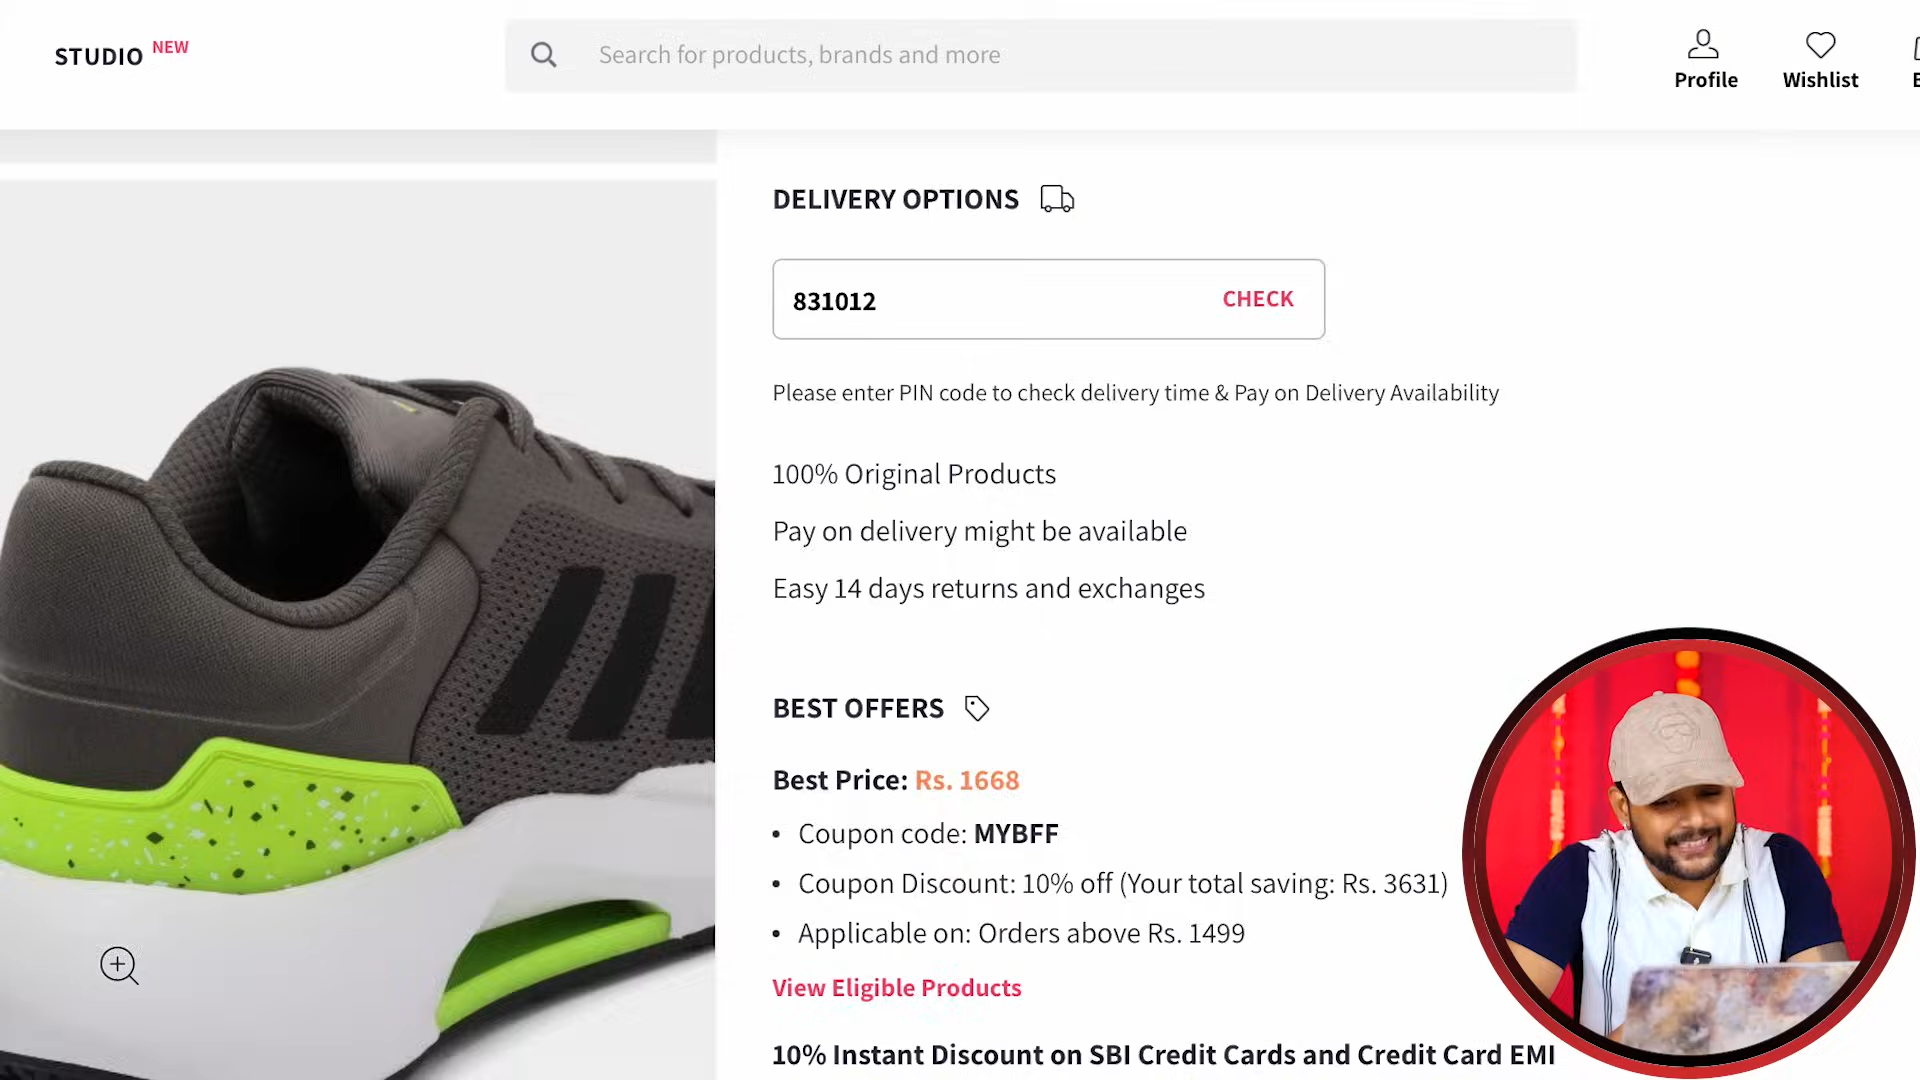 STUDIO NEW
Search for products, brands and more
Profile
Wishlist
DELIVERY OPTIONS
831012
CHECK
Please enter PIN code to check delivery time & Pay on Delivery Availability
100% Original Products
Pay on delivery might be available
Easy 14 days returns and exchanges
BEST OFFERS
Best Price: Rs. 1668
• Coupon code: MYBFF
• Coupon Discount: 10% off (Your total saving: Rs. 3631)
• Applicable on: Orders above Rs. 1499
View Eligible Products
10% Instant Discount on SBI Credit Cards and Credit Card EMI